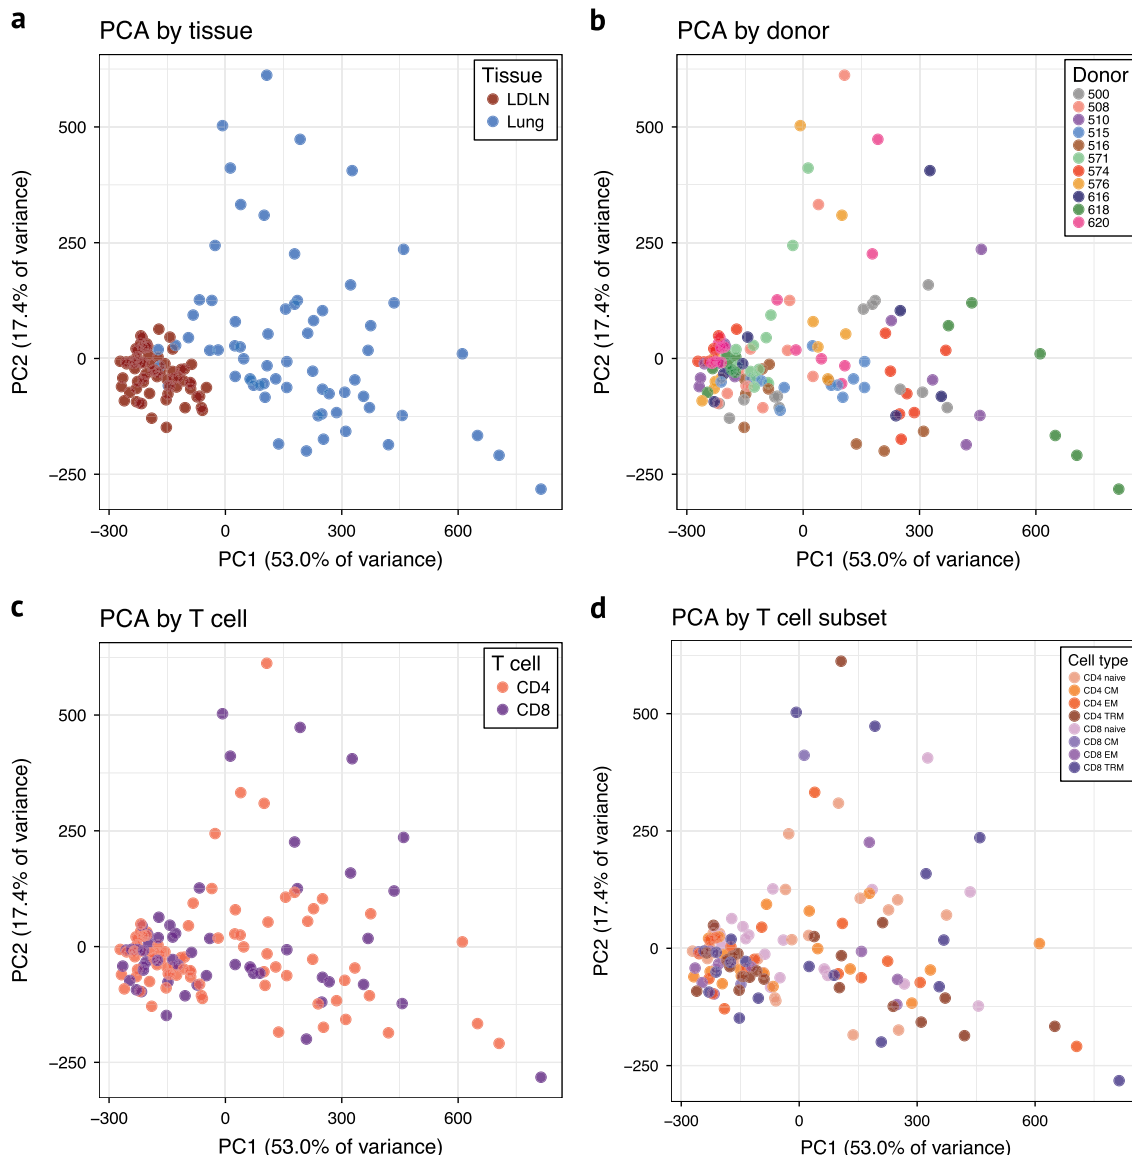 a
PCA by tissue
Tissue
LDLN
Lung
500
250
0
−250
−300
0
300
600
PC2 (17.4% of variance)
PC1 (53.0% of variance)
b
PCA by donor
Donor
500
508
510
515
516
571
574
576
616
618
620
500
250
0
−250
−300
0
300
600
PC2 (17.4% of variance)
PC1 (53.0% of variance)
c
PCA by T cell
T cell
CD4
CD8
500
250
0
−250
−300
0
300
600
PC2 (17.4% of variance)
PC1 (53.0% of variance)
d
PCA by T cell subset
Cell type
CD4 naive
CD4 CM
CD4 EM
CD4 TRM
CD8 naive
CD8 CM
CD8 EM
CD8 TRM
500
250
0
−250
−300
0
300
600
PC2 (17.4% of variance)
PC1 (53.0% of variance)